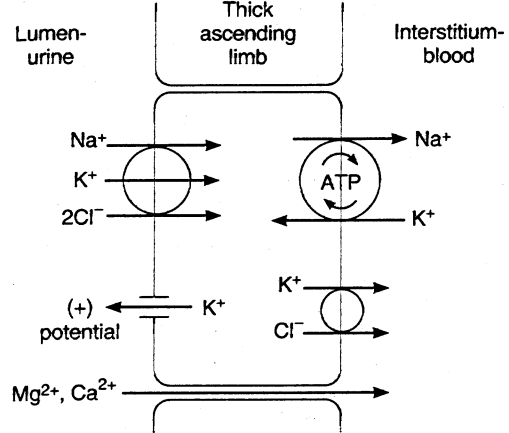 Thick
ascending
limb
Lumen-
urine
Interstitium-
blood
Na⁺
K⁺
2Cl⁻
ATP
Na⁺
K⁺
(+)
potential
K⁺
K⁺
Cl⁻
Mg²⁺, Ca²⁺